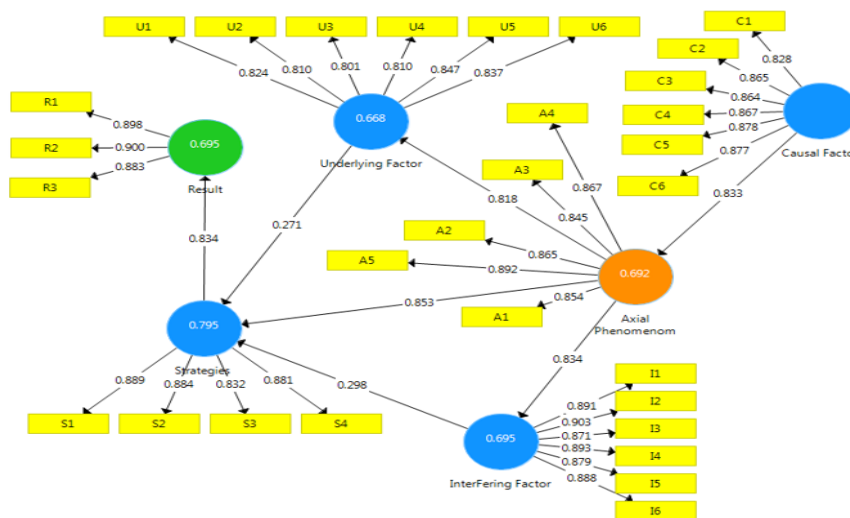 U1 U2 U3 U4 U5 U6
0.824 0.810 0.801 0.810 0.847 0.837
C1
C2
C3
C4
C5
C6
0.828
0.865
0.864
0.867
0.878
0.877
Causal Facto
0.833
R1
R2
R3
0.898
0.900
0.883
0.695
Result
0.668
Underlying Factor
A4
A3
A2
A5
A1
0.867
0.845
0.865
0.892
0.854
0.818
0.271
0.834
0.853
0.692
Axial
Phenomenom
0.795
Strategies
0.889 0.884 0.832 0.881
S1 S2 S3 S4
0.298
0.834
0.695
InterFering Factor
0.891
0.903
0.871
0.893
0.879
0.888
I1
I2
I3
I4
I5
I6